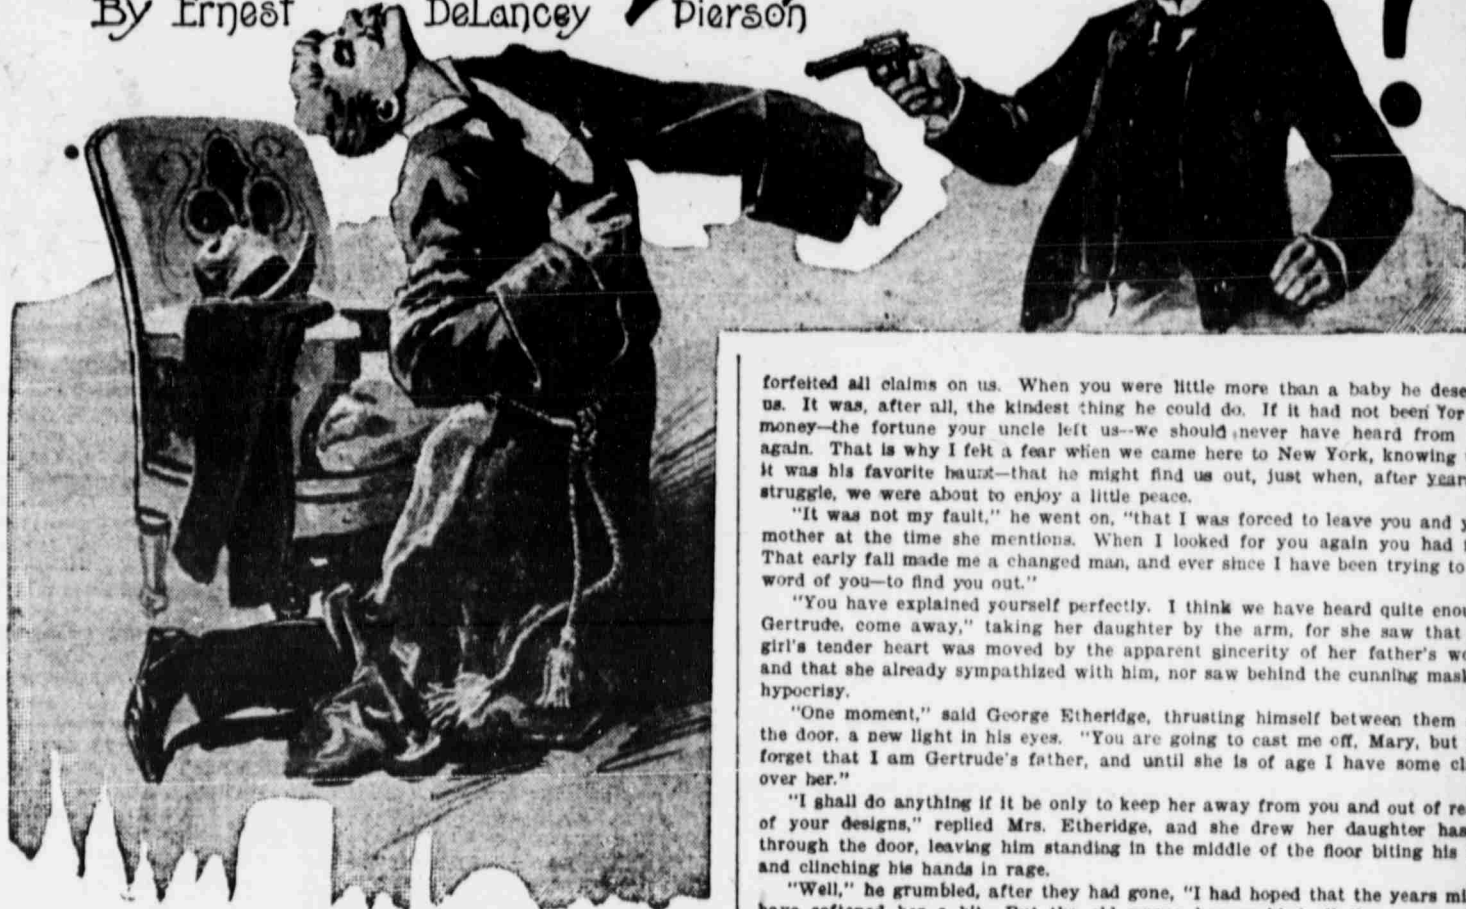 By Ernest DeLancey Pierson
?
forfeited all claims on us. When you were little more than a baby he dese
us. It was, after all, the kindest thing he could do. If it had not been for
money—the fortune your uncle left us--we should never have heard from
again. That is why I felt a fear when we came here to New York, knowing
it was his favorite haunt—that he might find us out, just when, after year
struggle, we were about to enjoy a little peace.
"It was not my fault," he went on, "that I was forced to leave you and y
mother at the time she mentions. When I looked for you again you had
That early fall made me a changed man, and ever since I have been trying to
word of you—to find you out."
"You have explained yourself perfectly. I think we have heard quite enou
Gertrude, come away," taking her daughter by the arm, for she saw that
girl's tender heart was moved by the apparent sincerity of her father's wo
and that she already sympathized with him, nor saw behind the cunning mask
hypocrisy.
"One moment," said George Etheridge, thrusting himself between them
the door, a new light in his eyes. "You are going to cast me off, Mary, but
forget that I am Gertrude's father, and until she is of age I have some cl
over her."
"I shall do anything if it be only to keep her away from you and out of re
of your designs," replied Mrs. Etheridge, and she drew her daughter has
through the door, leaving him standing in the middle of the floor biting his
and clinching his hands in rage.
"Well," he grumbled, after they had gone, "I had hoped that the years mi